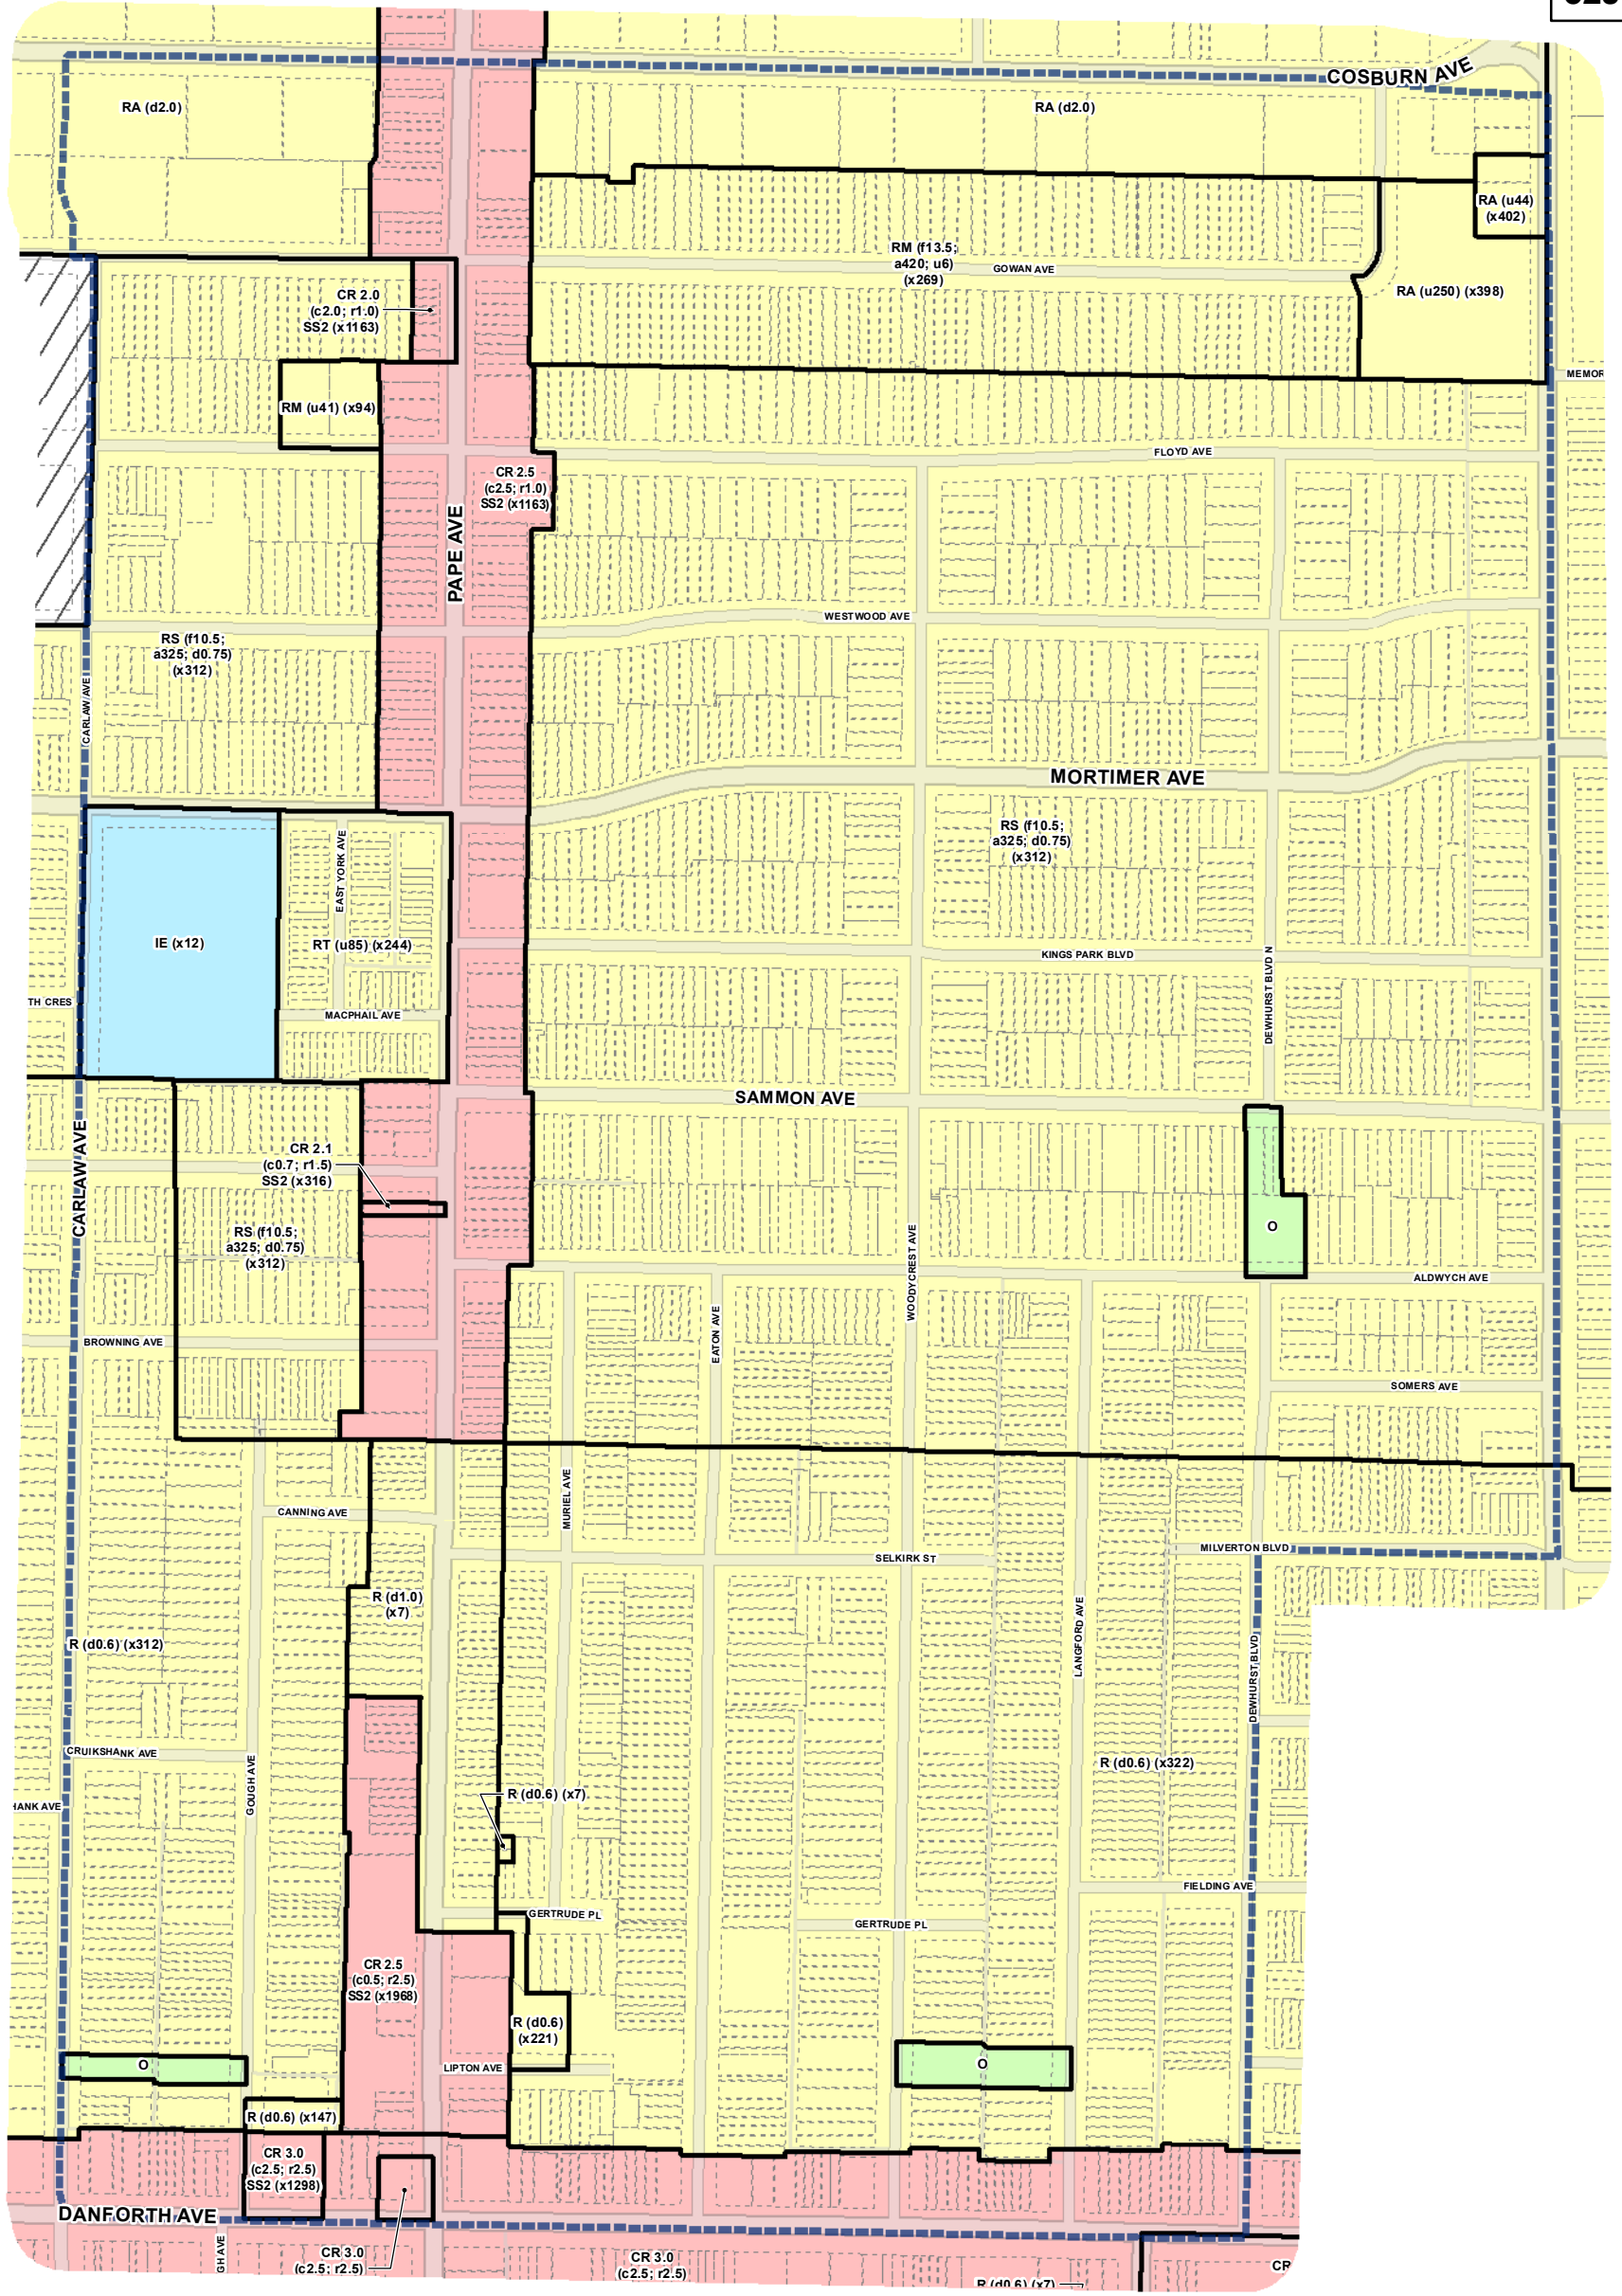 COSBURN AVE
RA (d2.0)
RA (d2.0)
RA (u44)
(x402)
RM (f13.5;
a420; u6)
(x269)
GOWAN AVE
RA (u250) (x398)
CR 2.0
(c2.0; r1.0)
SS2 (x1163)
MEMOR
RM (u41) (x94)
FLOYD AVE
CR 2.5
(c2.5; r1.0)
SS2 (x1163)
PAPE AVE
WESTWOOD AVE
RS (f10.5;
a325; d0.75)
(x312)
CARLAW AVE
MORTIMER AVE
RS (f10.5;
a325; d0.75)
(x312)
EAST YORK AVE
IE (x12)
RT (u85) (x244)
KINGS PARK BLVD
DEWHURST BLVD N
TH CRES
MACPHAIL AVE
SAMMON AVE
CARLAW AVE
CR 2.1
(c0.7; r1.5)
SS2 (x316)
RS (f10.5;
a325; d0.75)
(x312)
O
WOODYCREST AVE
ALDWYCH AVE
BROWNING AVE
EATON AVE
SOMERS AVE
MURIEL AVE
CANNING AVE
SELKIRK ST
MILVERTON BLVD
R (d1.0)
(x7)
R (d0.6) (x312)
LANGFORD AVE
DEWHURST BLVD
CRUIKSHANK AVE
R (d0.6) (x322)
GOUGH AVE
R (d0.6) (x7)
HANK AVE
FIELDING AVE
GERTRUDE PL
GERTRUDE PL
CR 2.5
(c0.5; r2.5)
SS2 (x1968)
R (d0.6)
(x221)
O
LIPTON AVE
O
R (d0.6) (x147)
CR 3.0
(c2.5; r2.5)
SS2 (x1298)
DANFORTH AVE
GH AVE
CR 3.0
(c2.5; r2.5)
CR 3.0
(c2.5; r2.5)
CR
R (d0.6) (x7)